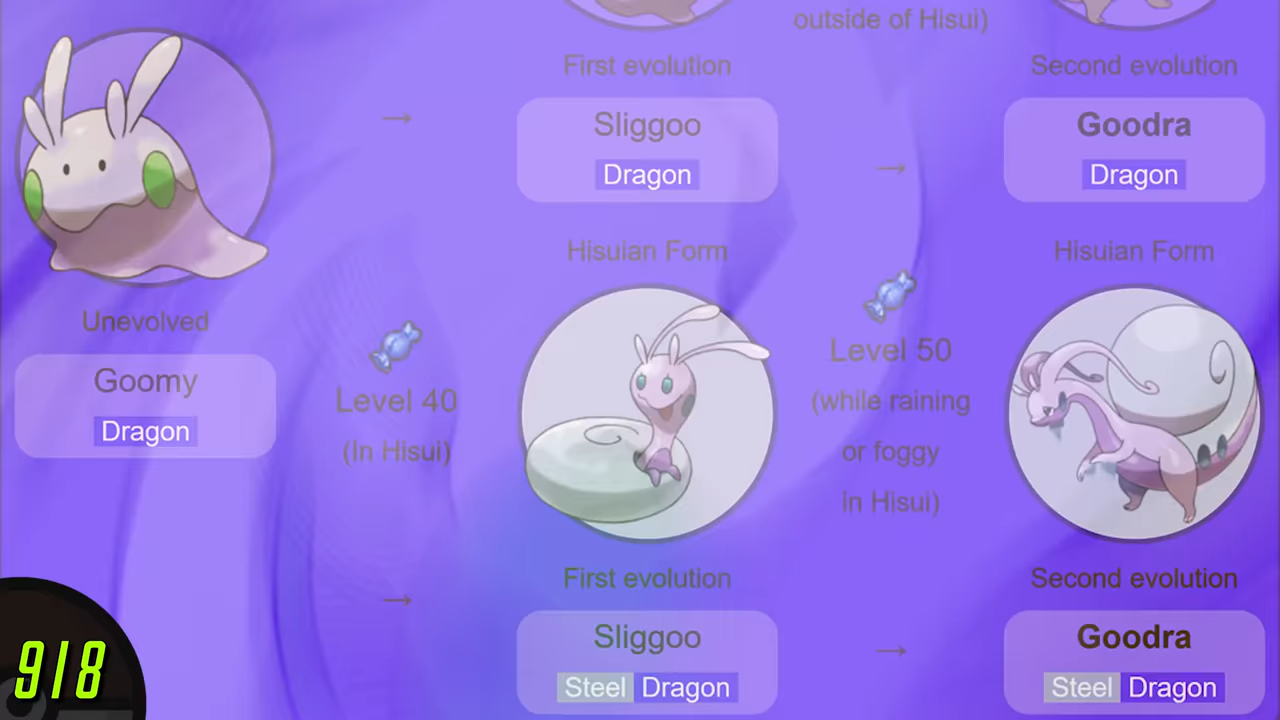 outside of Hisui)
First evolution
Second evolution
Sliggoo
Dragon
Goodra
Dragon
→
→
Hisuian Form
Hisuian Form
Unevolved
Goomy
Dragon
Level 40
(In Hisui)
Level 50
(while raining
or foggy
in Hisui)
First evolution
Second evolution
→
Sliggoo
Steel Dragon
→
Goodra
Steel Dragon
918